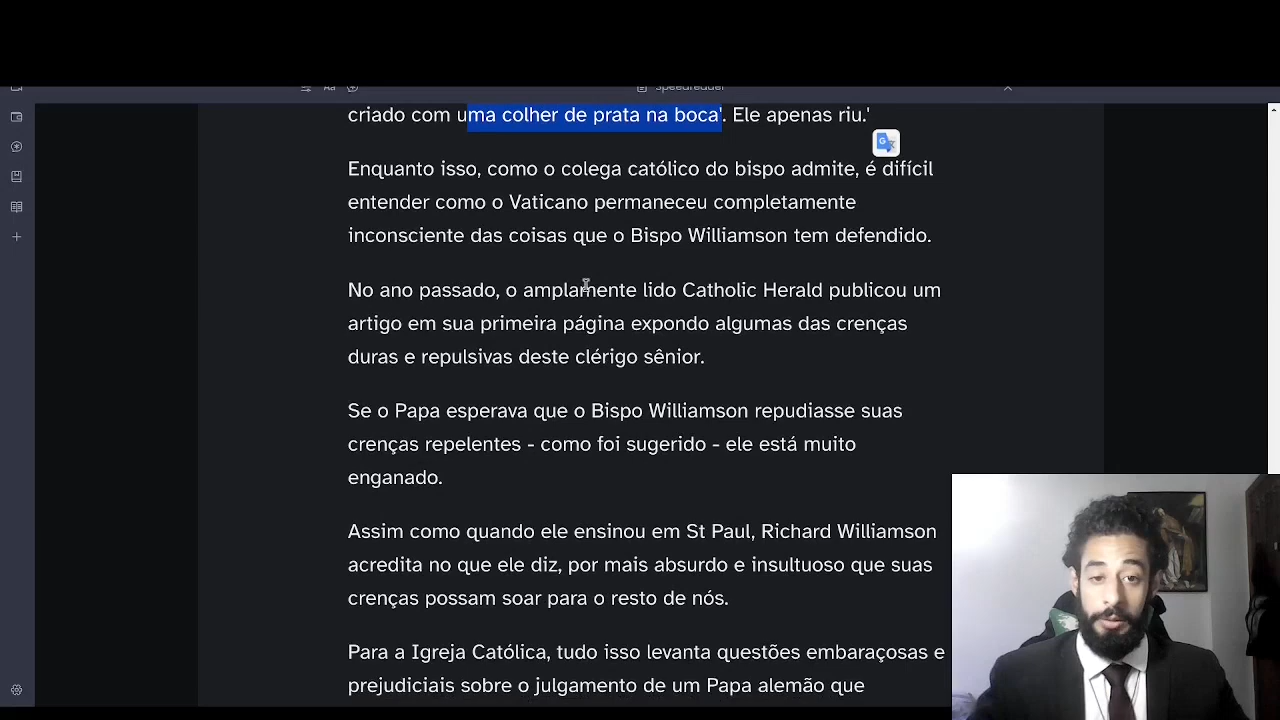 Aa
Speedreader
criado com uma colher de prata na boca'. Ele apenas riu.'
Enquanto isso, como o colega católico do bispo admite, é difícil
entender como o Vaticano permaneceu completamente
inconsciente das coisas que o Bispo Williamson tem defendido.
No ano passado, o amplamente lido Catholic Herald publicou um
artigo em sua primeira página expondo algumas das crenças
duras e repulsivas deste clérigo sênior.
Se o Papa esperava que o Bispo Williamson repudiasse suas
crenças repelentes - como foi sugerido - ele está muito
enganado.
Assim como quando ele ensinou em St Paul, Richard Williamson
acredita no que ele diz, por mais absurdo e insultuoso que suas
crenças possam soar para o resto de nós.
Para a Igreja Católica, tudo isso levanta questões embaraçosas e
prejudiciais sobre o julgamento de um Papa alemão que